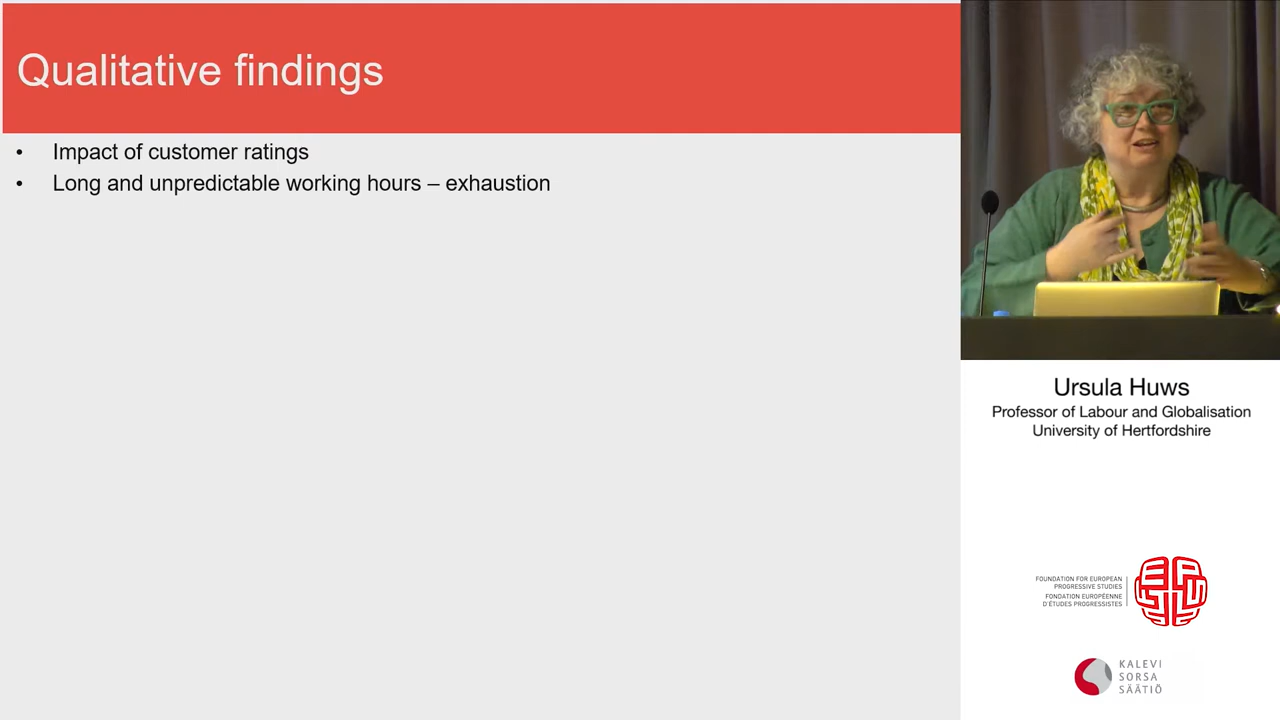 Qualitative findings
• Impact of customer ratings
• Long and unpredictable working hours – exhaustion
Ursula Huws
Professor of Labour and Globalisation
University of Hertfordshire
FOUNDATION FOR EUROPEAN
PROGRESSIVE STUDIES
FONDATION EUROPÉENNE
D'ÉTUDES PROGRESSISTES
KALEVI
SORSA
SÄÄTIÖ